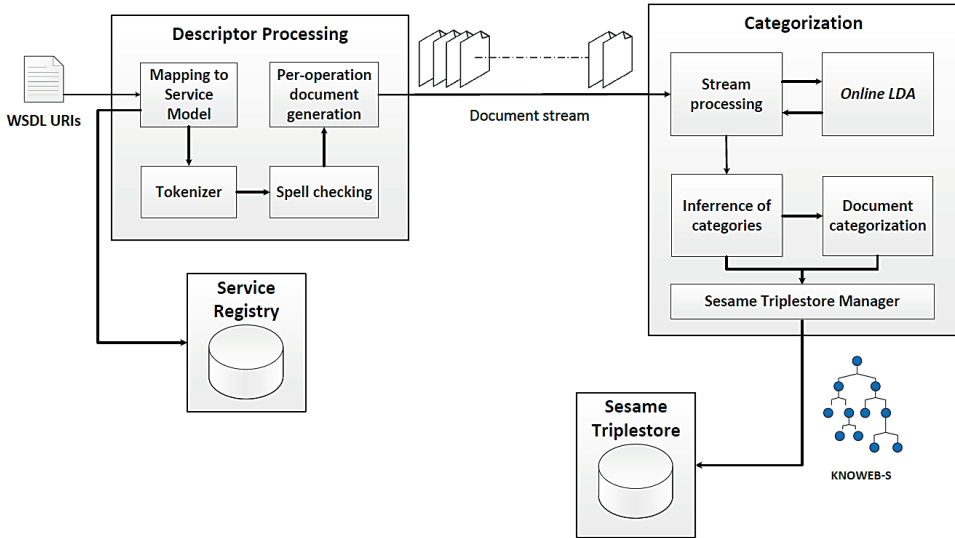 WSDL URIs
Descriptor Processing
Mapping to
Service
Model
Per-operation
document
generation
Tokenizer
Spell checking
Document stream
Categorization
Stream
processing
Online LDA
Inferrence of
categories
Document
categorization
Sesame Triplestore Manager
Service
Registry
Sesame
Triplestore
KNOWEB-S